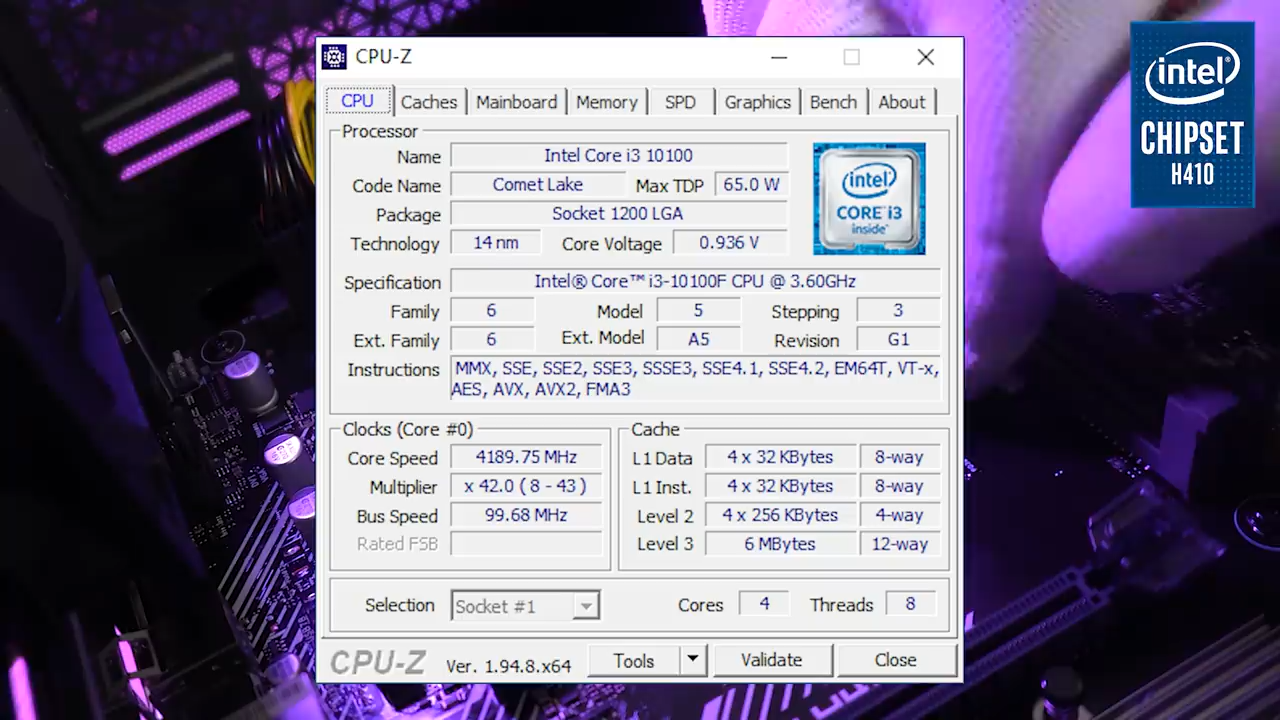 CPU-Z
CPU Caches Mainboard Memory SPD Graphics Bench About
intel
CHIPSET
H410
Processor
Name Intel Core i3 10100
Code Name Comet Lake Max TDP 65.0 W
Package Socket 1200 LGA
Technology 14 nm Core Voltage 0.936 V
intel
CORE i3
inside™
Specification Intel® Core™ i3-10100F CPU @ 3.60GHz
Family 6 Model 5 Stepping 3
Ext. Family 6 Ext. Model A5 Revision G1
Instructions MMX, SSE, SSE2, SSE3, SSSE3, SSE4.1, SSE4.2, EM64T, VT-x,
AES, AVX, AVX2, FMA3
Clocks (Core #0)
Core Speed 4189.75 MHz
Multiplier x 42.0 ( 8 - 43 )
Bus Speed 99.68 MHz
Rated FSB
Cache
L1 Data 4 x 32 KBytes 8-way
L1 Inst. 4 x 32 KBytes 8-way
Level 2 4 x 256 KBytes 4-way
Level 3 6 MBytes 12-way
Selection Socket #1 Cores 4 Threads 8
CPU-Z Ver. 1.94.8.x64 Tools Validate Close